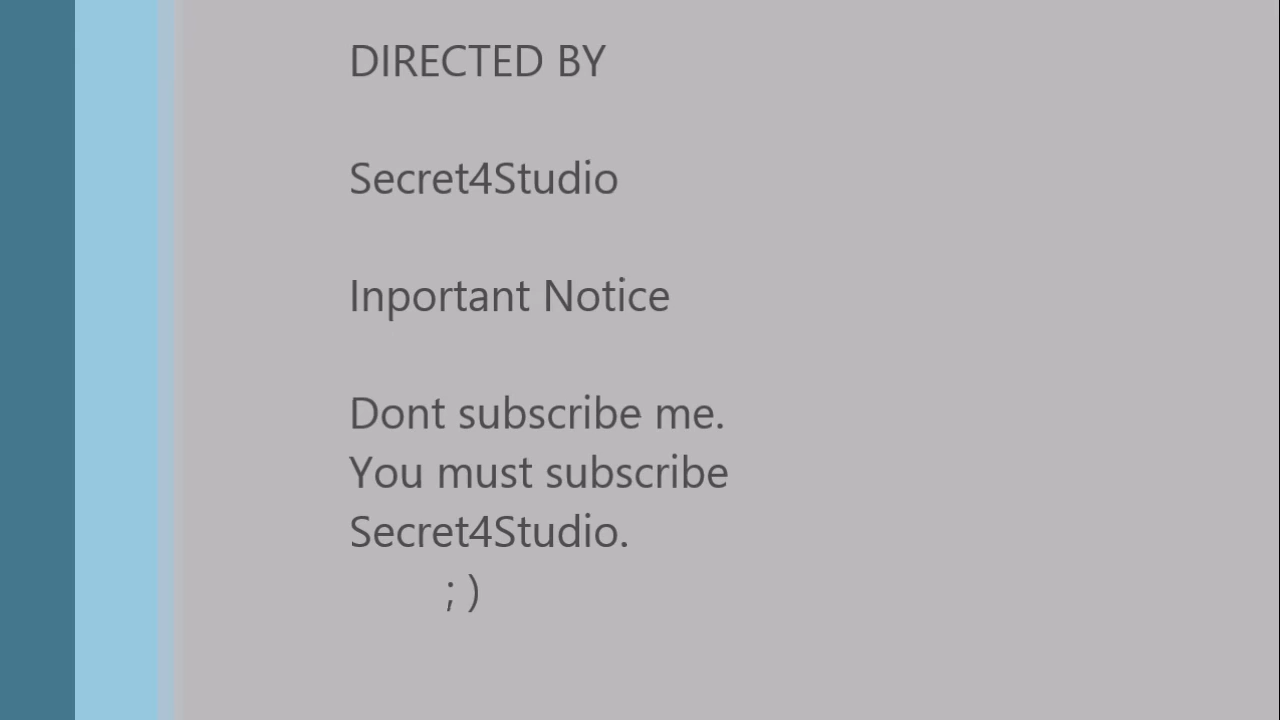 DIRECTED BY
Secret4Studio
Inportant Notice
Dont subscribe me.
You must subscribe
Secret4Studio.
; )